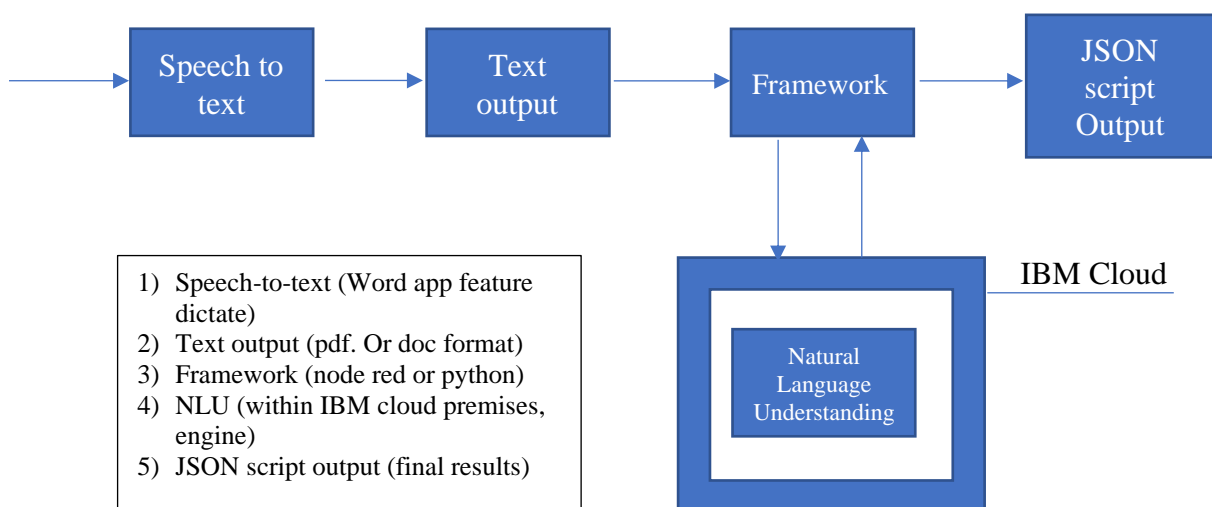 Speech to
text
Text
output
Framework
JSON
script
Output
1) Speech-to-text (Word app feature
dictate)
2) Text output (pdf. Or doc format)
3) Framework (node red or python)
4) NLU (within IBM cloud premises,
engine)
5) JSON script output (final results)
IBM Cloud
Natural
Language
Understanding